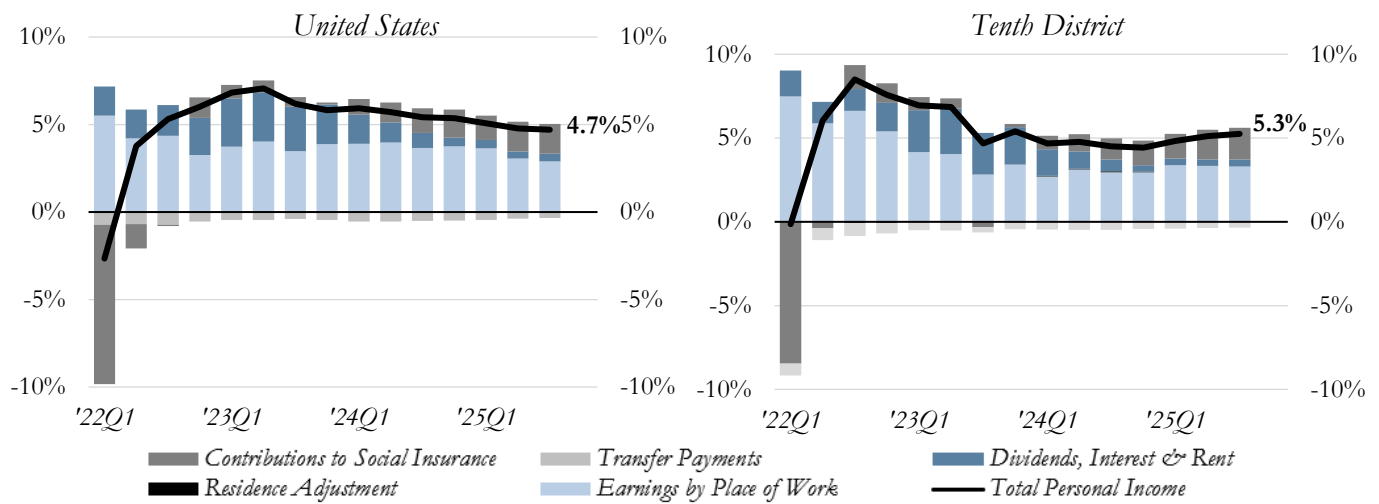 United States
Tenth District
10%
5%
0%
-5%
-10%
10%
5%
0%
-5%
-10%
4.7%
'22Q1
'23Q1
'24Q1
'25Q1
10%
5%
0%
-5%
-10%
10%
5%
0%
-5%
-10%
5.3%
'22Q1
'23Q1
'24Q1
'25Q1
Contributions to Social Insurance
Transfer Payments
Dividends, Interest & Rent
Residence Adjustment
Earnings by Place of Work
Total Personal Income